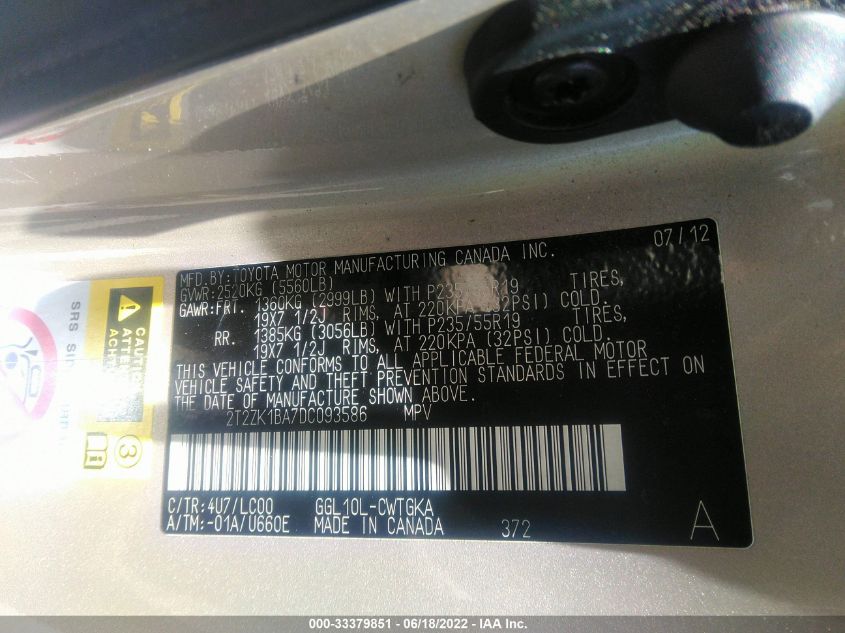 MFD.BY:TOYOTA MOTOR MANUFACTURING CANADA INC. 07/12
GVWR:2520KG (5560LB)
GAWR:FRT. 1360KG (2999LB) WITH P235/ R19 TIRES,
19X7 1/2J RIMS, AT 220KPA (32PSI) COLD.
RR. 1385KG (3056LB) WITH P235/55R19 TIRES,
19X7 1/2J RIMS, AT 220KPA (32PSI) COLD.
THIS VEHICLE CONFORMS TO ALL APPLICABLE FEDERAL MOTOR
VEHICLE SAFETY AND THEFT PREVENTION STANDARDS IN EFFECT ON
THE DATE OF MANUFACTURE SHOWN ABOVE.
2T2ZK1BA7DC093586 MPV
C/TR:4U7/LC00 GGL10L-CWTGKA
A/TM:-01A/U660E MADE IN CANADA 372 A
SRS
3
000-33379851 - 06/18/2022 - IAA Inc.